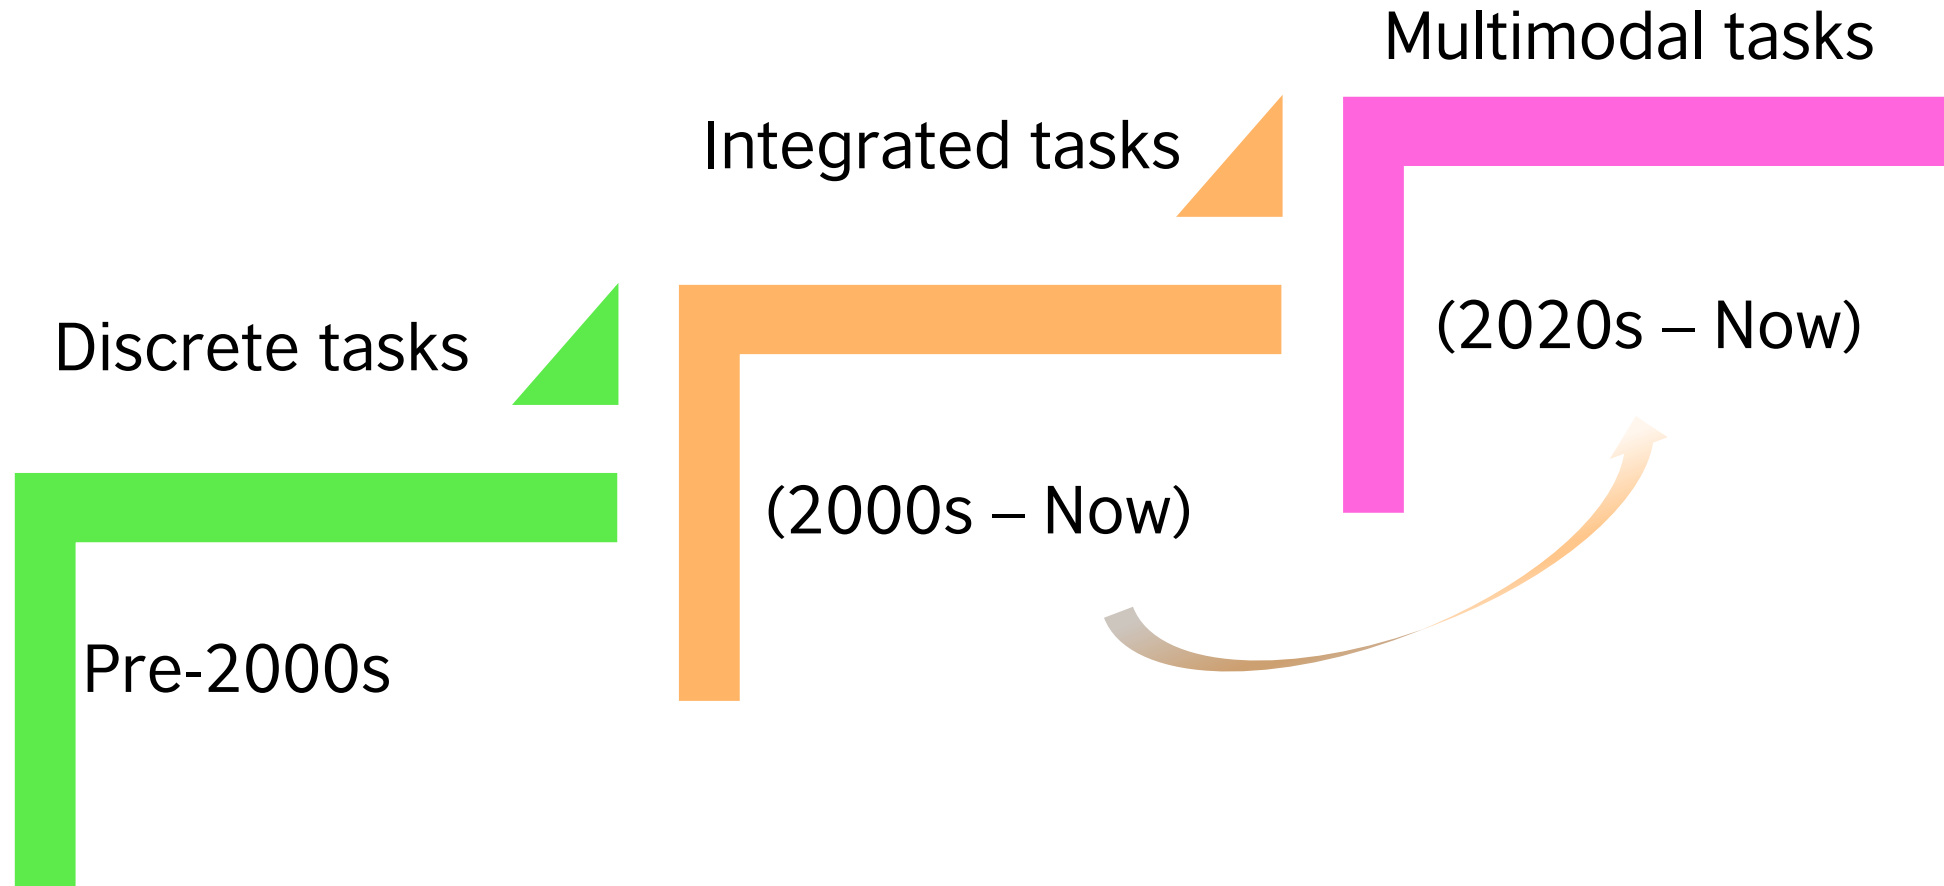 Discrete tasks
Pre-2000s
Integrated tasks
(2000s – Now)
Multimodal tasks
(2020s – Now)